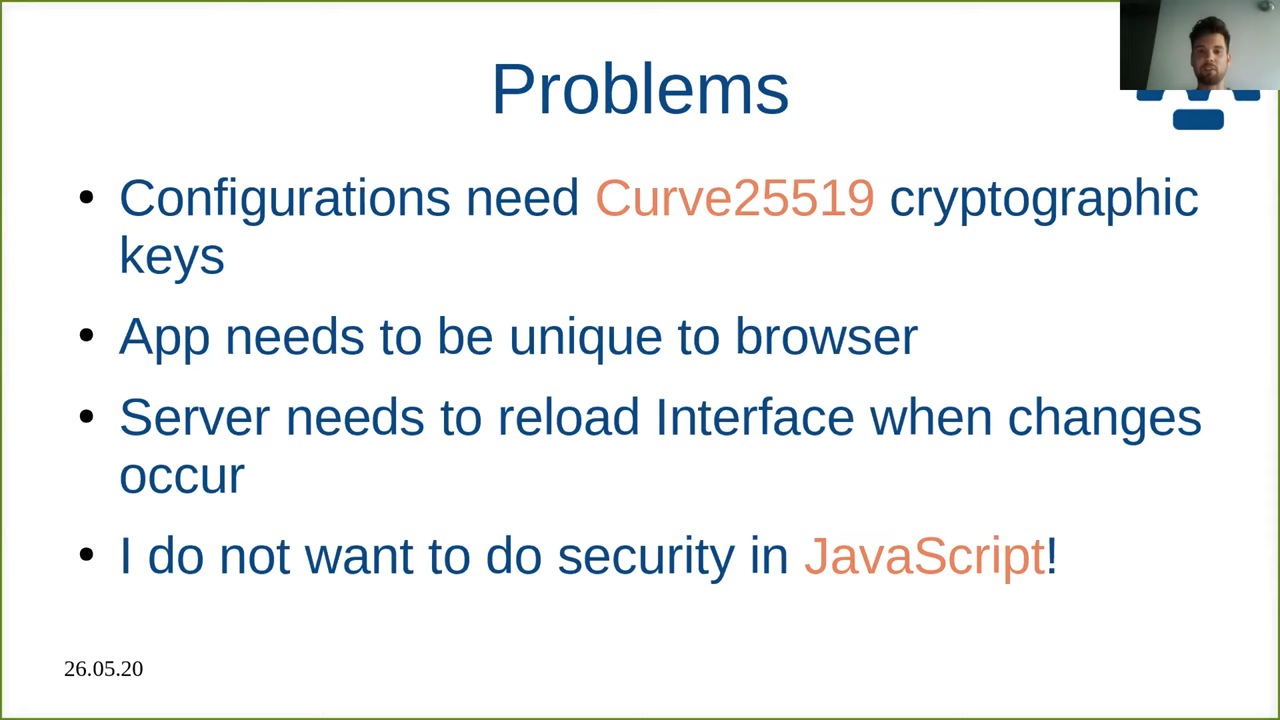 Problems
• Configurations need Curve25519 cryptographic
keys
• App needs to be unique to browser
• Server needs to reload Interface when changes
occur
• I do not want to do security in JavaScript!
26.05.20